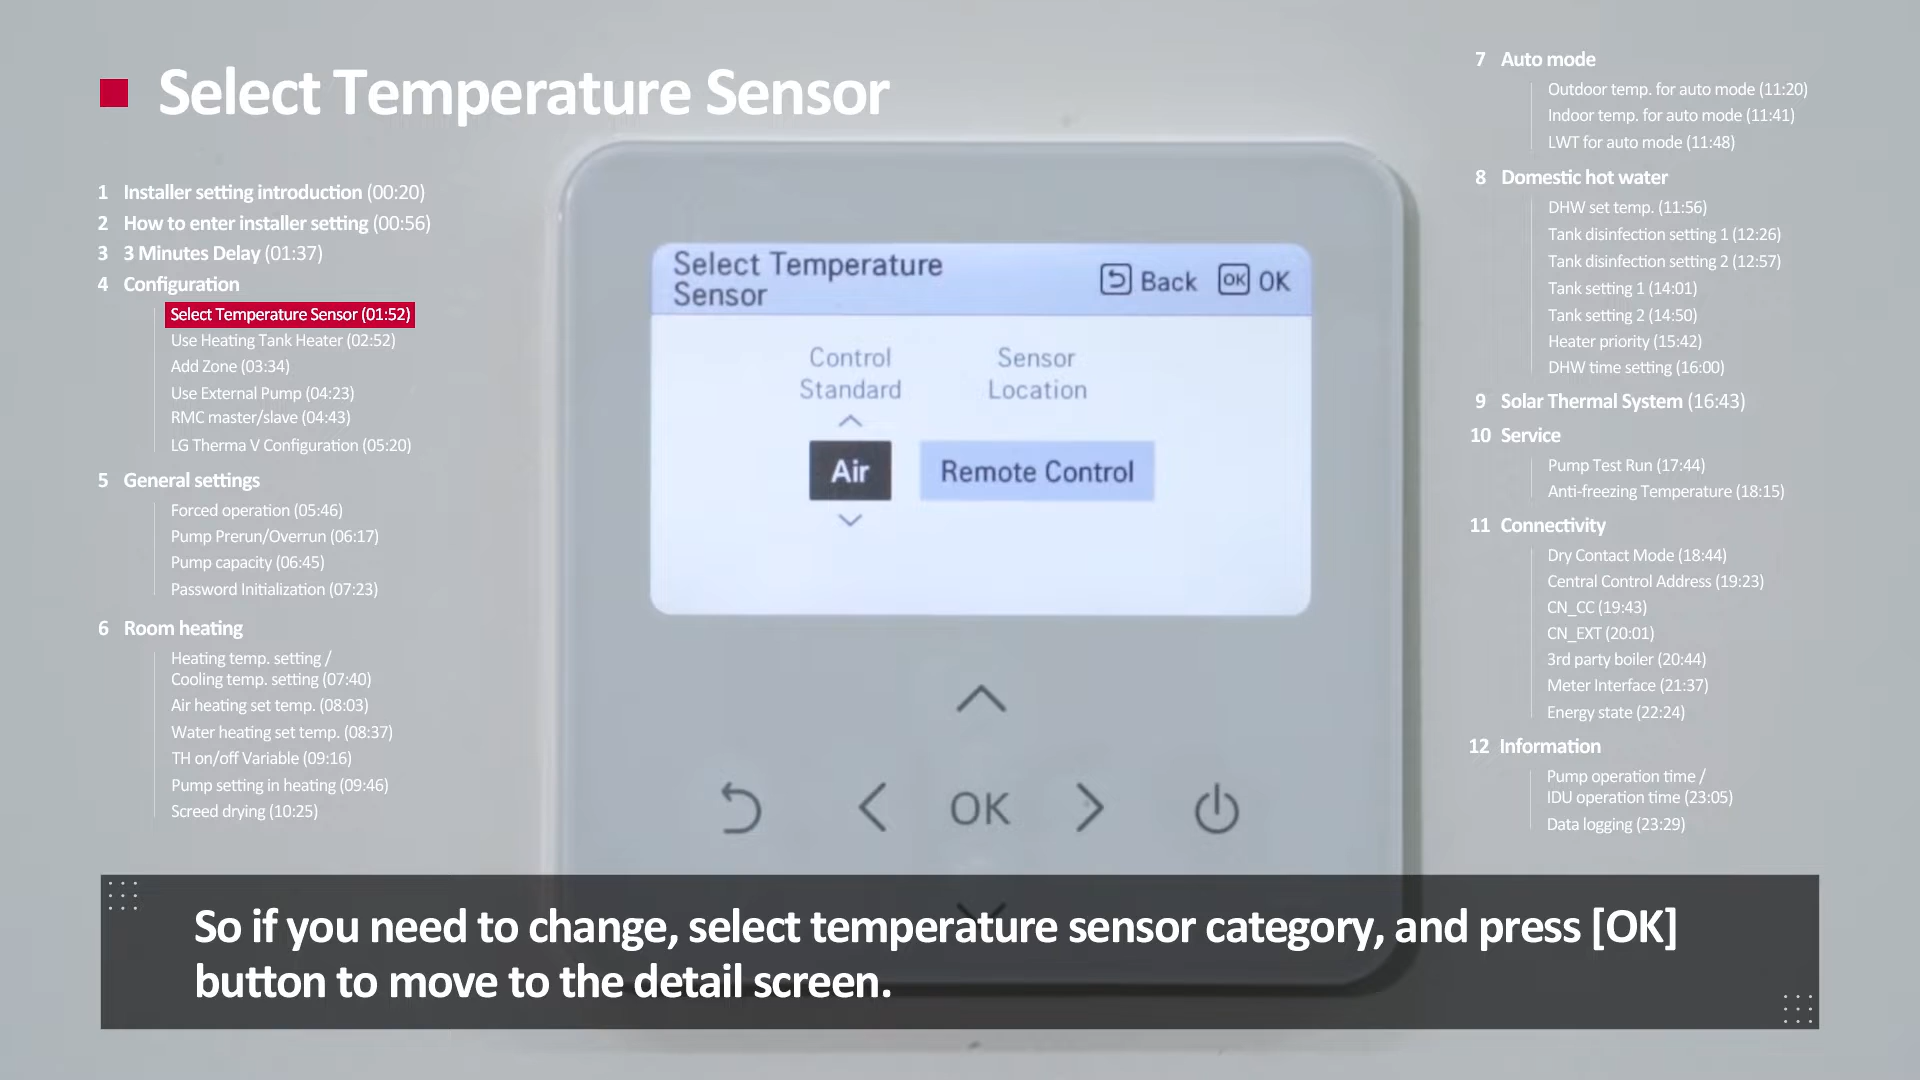 Select Temperature Sensor
1 Installer setting introduction (00:20)
2 How to enter installer setting (00:56)
3 3 Minutes Delay (01:37)
4 Configuration
Select Temperature Sensor (01:52)
Use Heating Tank Heater (02:52)
Add Zone (03:34)
Use External Pump (04:23)
RMC master/slave (04:43)
LG Therma V Configuration (05:20)
5 General settings
Forced operation (05:46)
Pump Prerun/Overrun (06:17)
Pump capacity (06:45)
Password Initialization (07:23)
6 Room heating
Heating temp. setting /
Cooling temp. setting (07:40)
Air heating set temp. (08:03)
Water heating set temp. (08:37)
TH on/off Variable (09:16)
Pump setting in heating (09:46)
Screed drying (10:25)
Select Temperature
Sensor
Back OK OK
Control
Standard
Sensor
Location
Air
Remote Control
OK
7 Auto mode
Outdoor temp. for auto mode (11:20)
Indoor temp. for auto mode (11:41)
LWT for auto mode (11:48)
8 Domestic hot water
DHW set temp. (11:56)
Tank disinfection setting 1 (12:26)
Tank disinfection setting 2 (12:57)
Tank setting 1 (14:01)
Tank setting 2 (14:50)
Heater priority (15:42)
DHW time setting (16:00)
9 Solar Thermal System (16:43)
10 Service
Pump Test Run (17:44)
Anti-freezing Temperature (18:15)
11 Connectivity
Dry Contact Mode (18:44)
Central Control Address (19:23)
CN_CC (19:43)
CN_EXT (20:01)
3rd party boiler (20:44)
Meter Interface (21:37)
Energy state (22:24)
12 Information
Pump operation time /
IDU operation time (23:05)
Data logging (23:29)
So if you need to change, select temperature sensor category, and press [OK]
button to move to the detail screen.